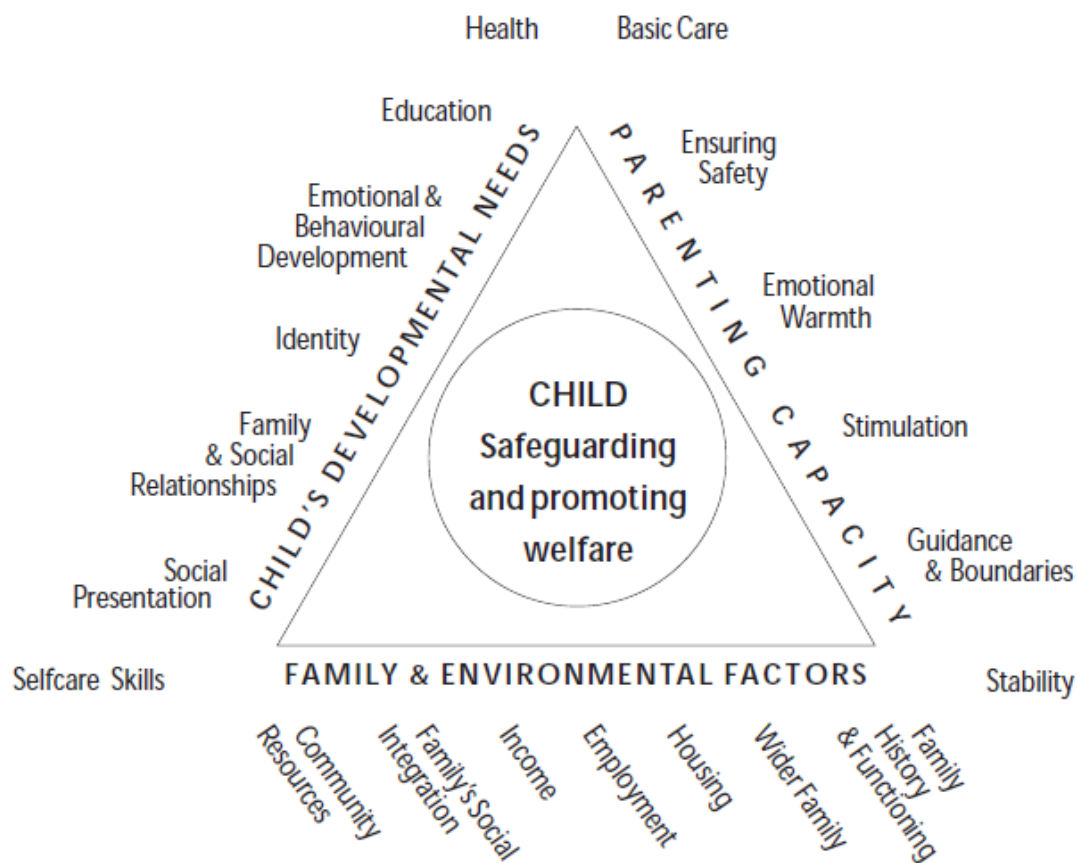 Health
Basic Care
Education
Ensuring
Safety
Emotional &
Behavioural
Development
Emotional
Warmth
Identity
Stimulation
Family
& Social
Relationships
Guidance
& Boundaries
Social
Presentation
Selfcare Skills
Stability
CHILD'S DEVELOPMENTAL NEEDS
PARENTING CAPACITY
CHILD
Safeguarding
and promoting
welfare
FAMILY & ENVIRONMENTAL FACTORS
Community
Resources
Family's Social
Integration
Income
Employment
Housing
Wider Family
Family
History
& Functioning